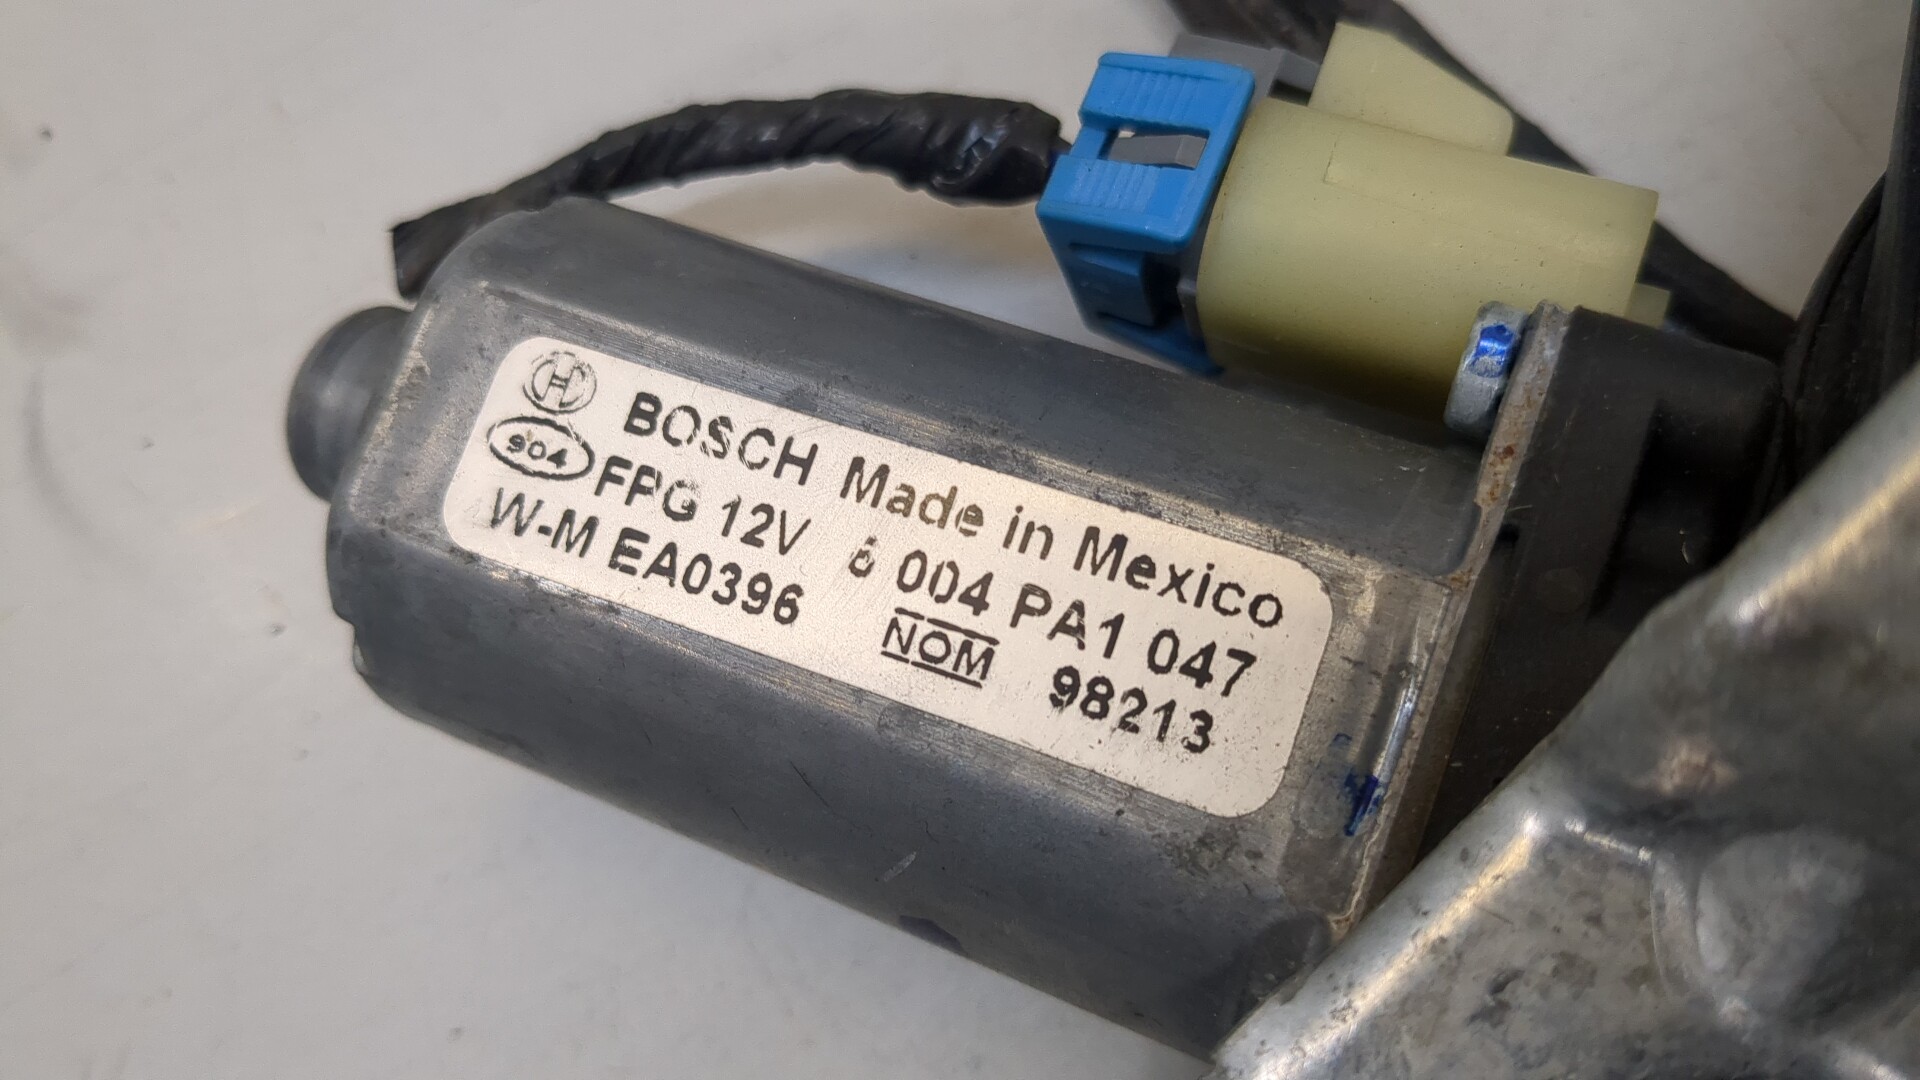 BOSCH Made in Mexico
904 FPG 12V 6 004 PA1 047
W-M EA0396 NOM 98213